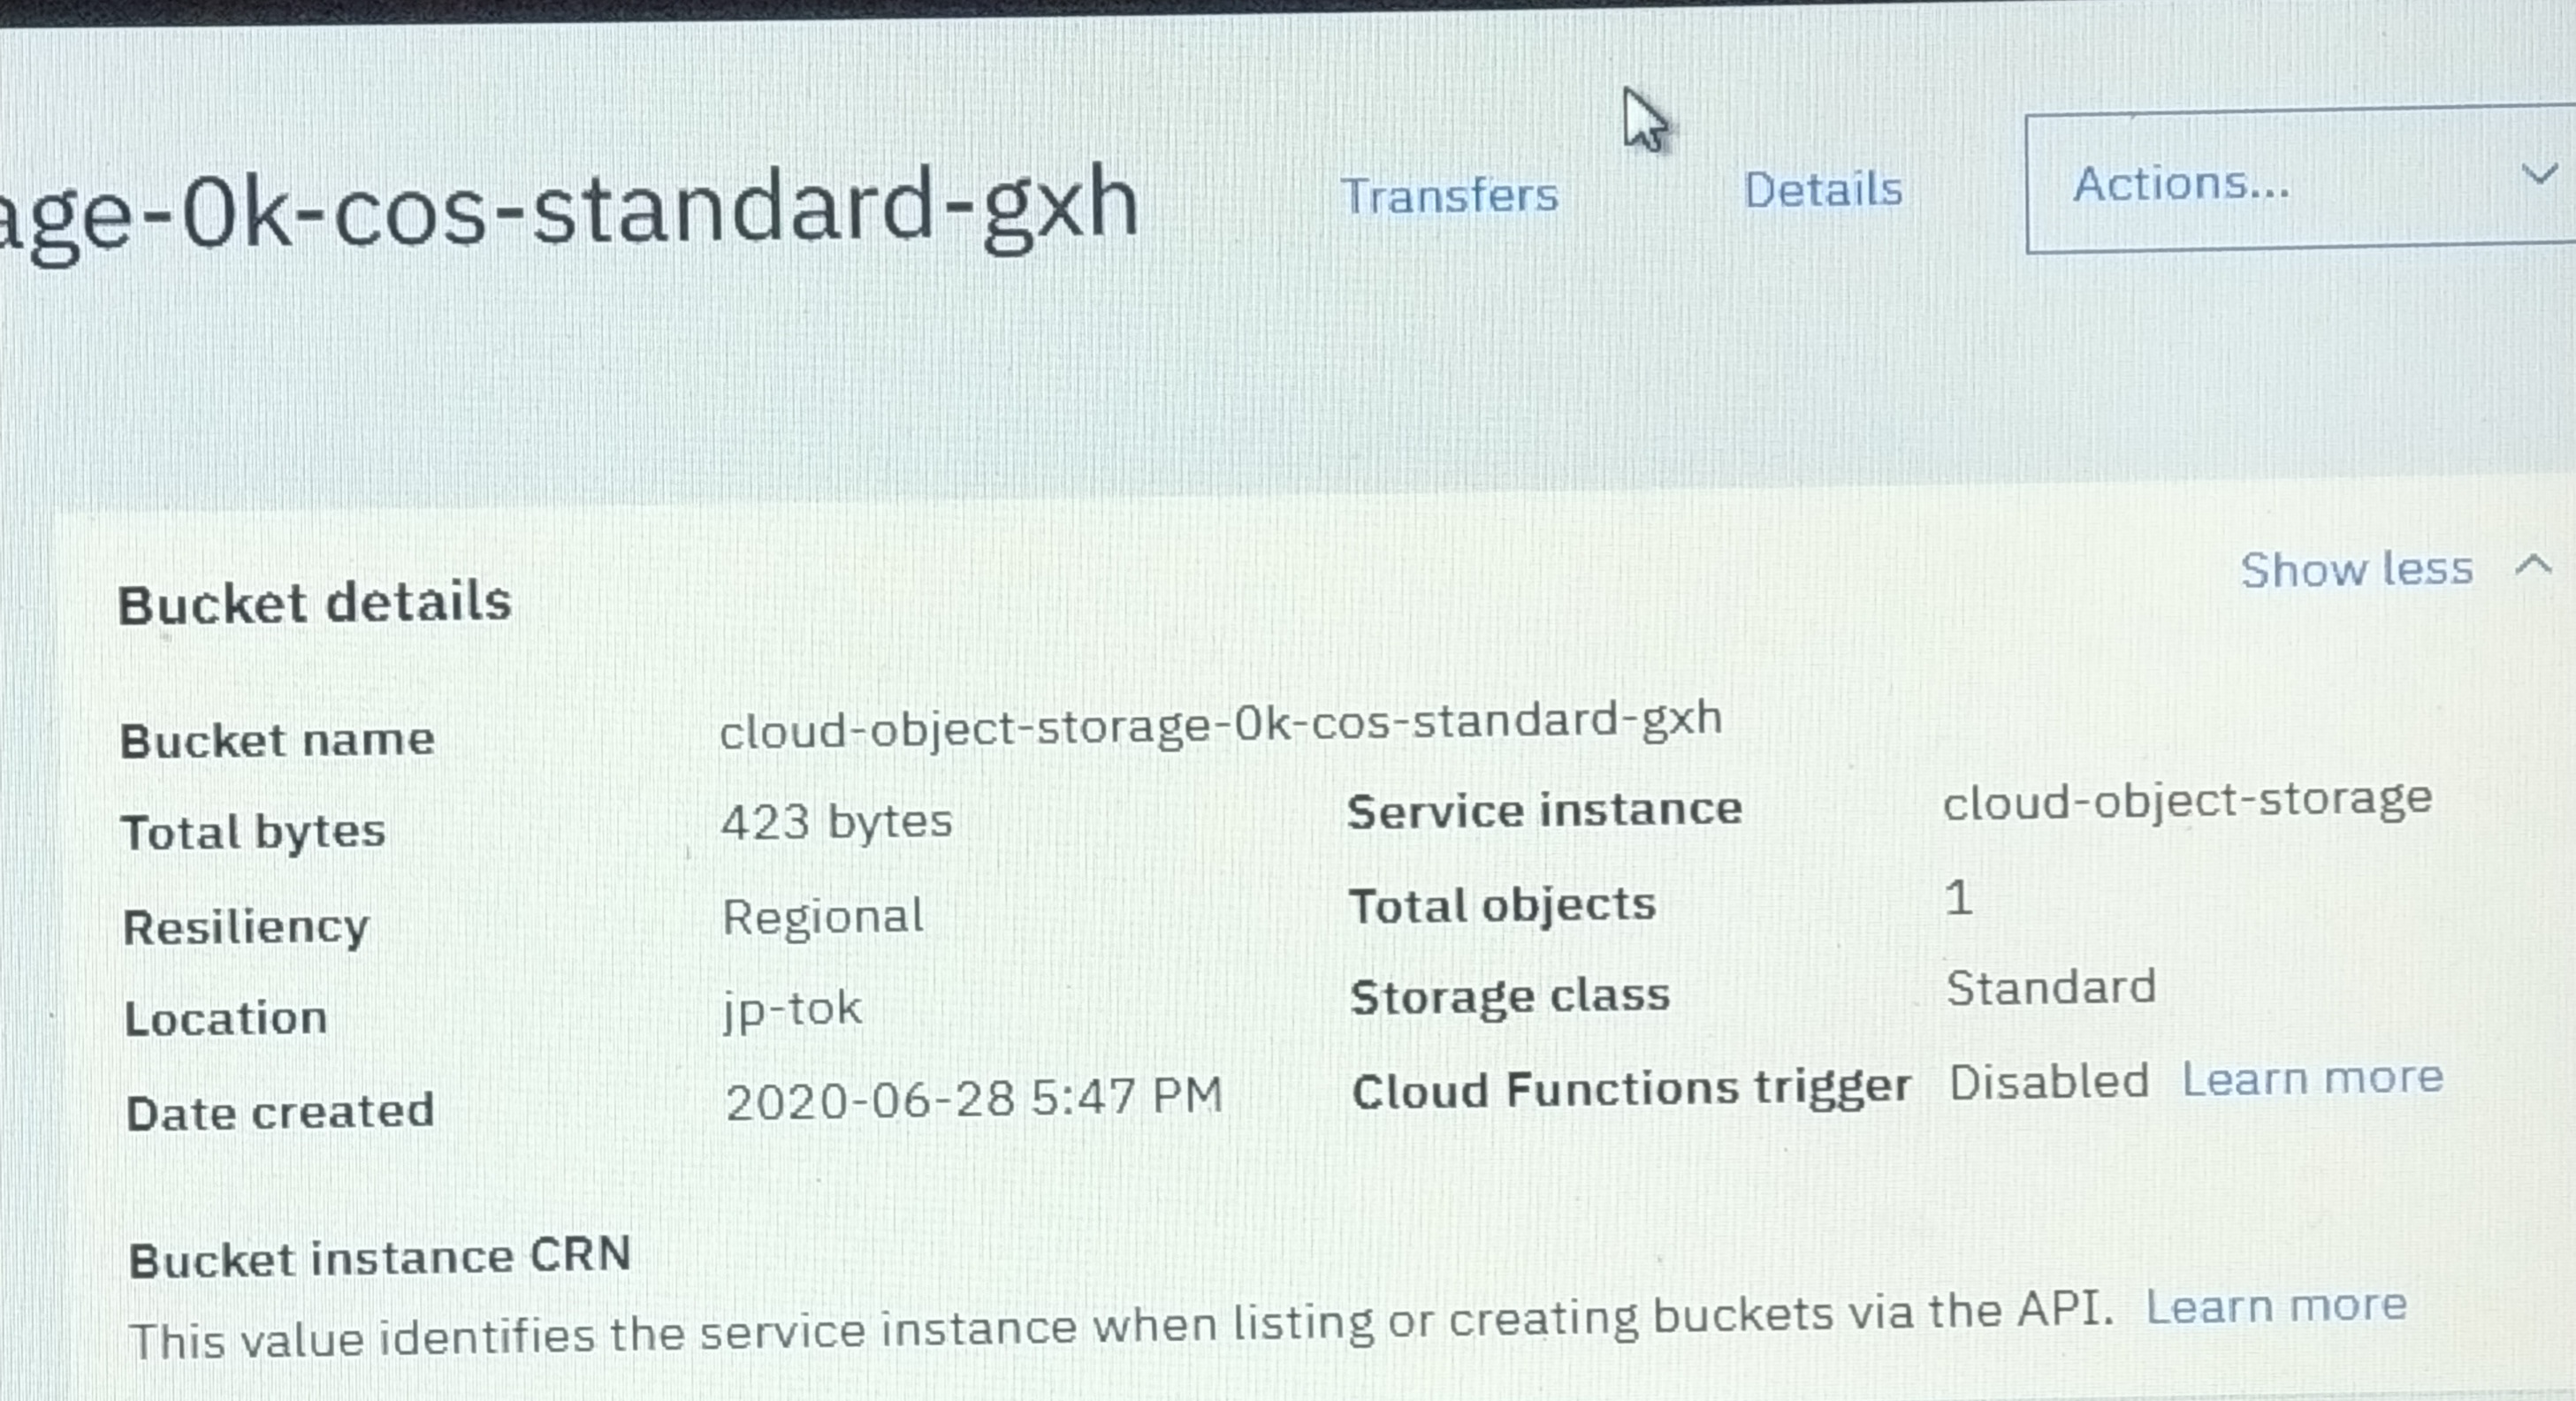 age-0k-cos-standard-gxh
Transfers
Details
Actions...
Bucket details
Show less
Bucket name cloud-object-storage-0k-cos-standard-gxh
Total bytes 423 bytes Service instance cloud-object-storage
Resiliency Regional Total objects 1
Location jp-tok Storage class Standard
Date created 2020-06-28 5:47 PM Cloud Functions trigger Disabled Learn more
Bucket instance CRN
This value identifies the service instance when listing or creating buckets via the API. Learn more